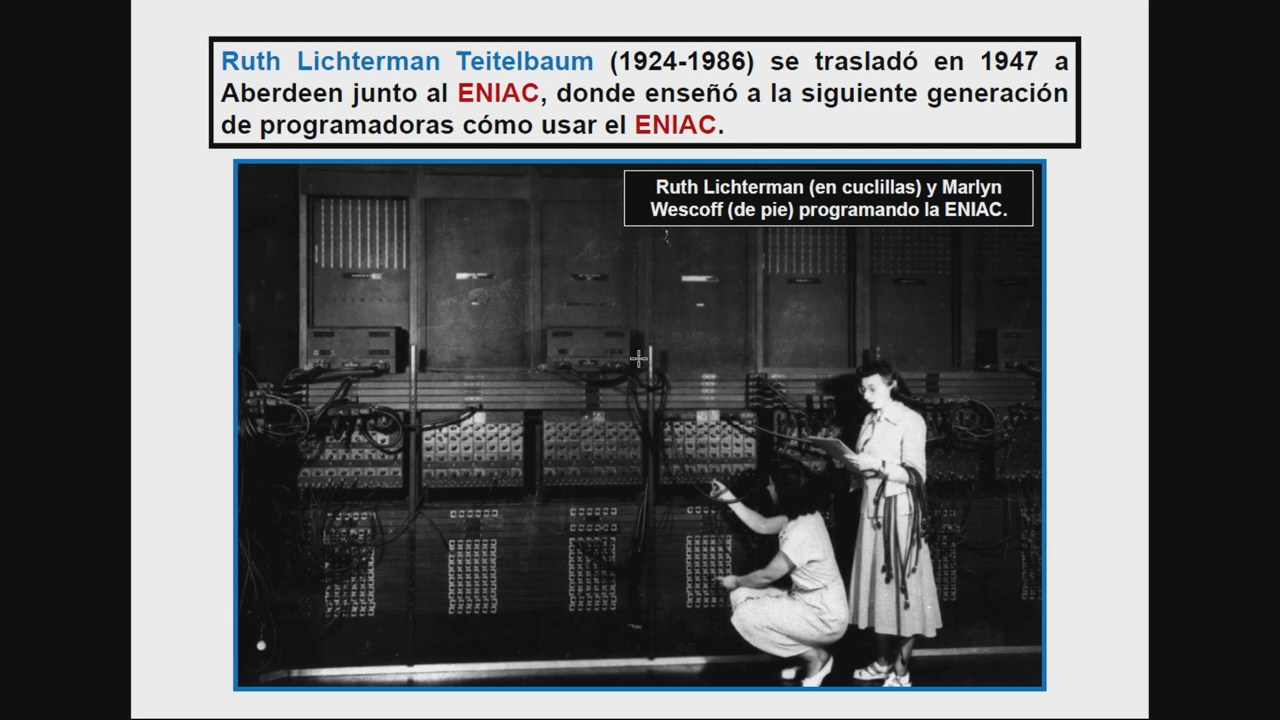 Ruth Lichterman Teitelbaum (1924-1986) se trasladó en 1947 a
Aberdeen junto al ENIAC, donde enseñó a la siguiente generación
de programadoras cómo usar el ENIAC.
Ruth Lichterman (en cuclillas) y Marlyn
Wescoff (de pie) programando la ENIAC.